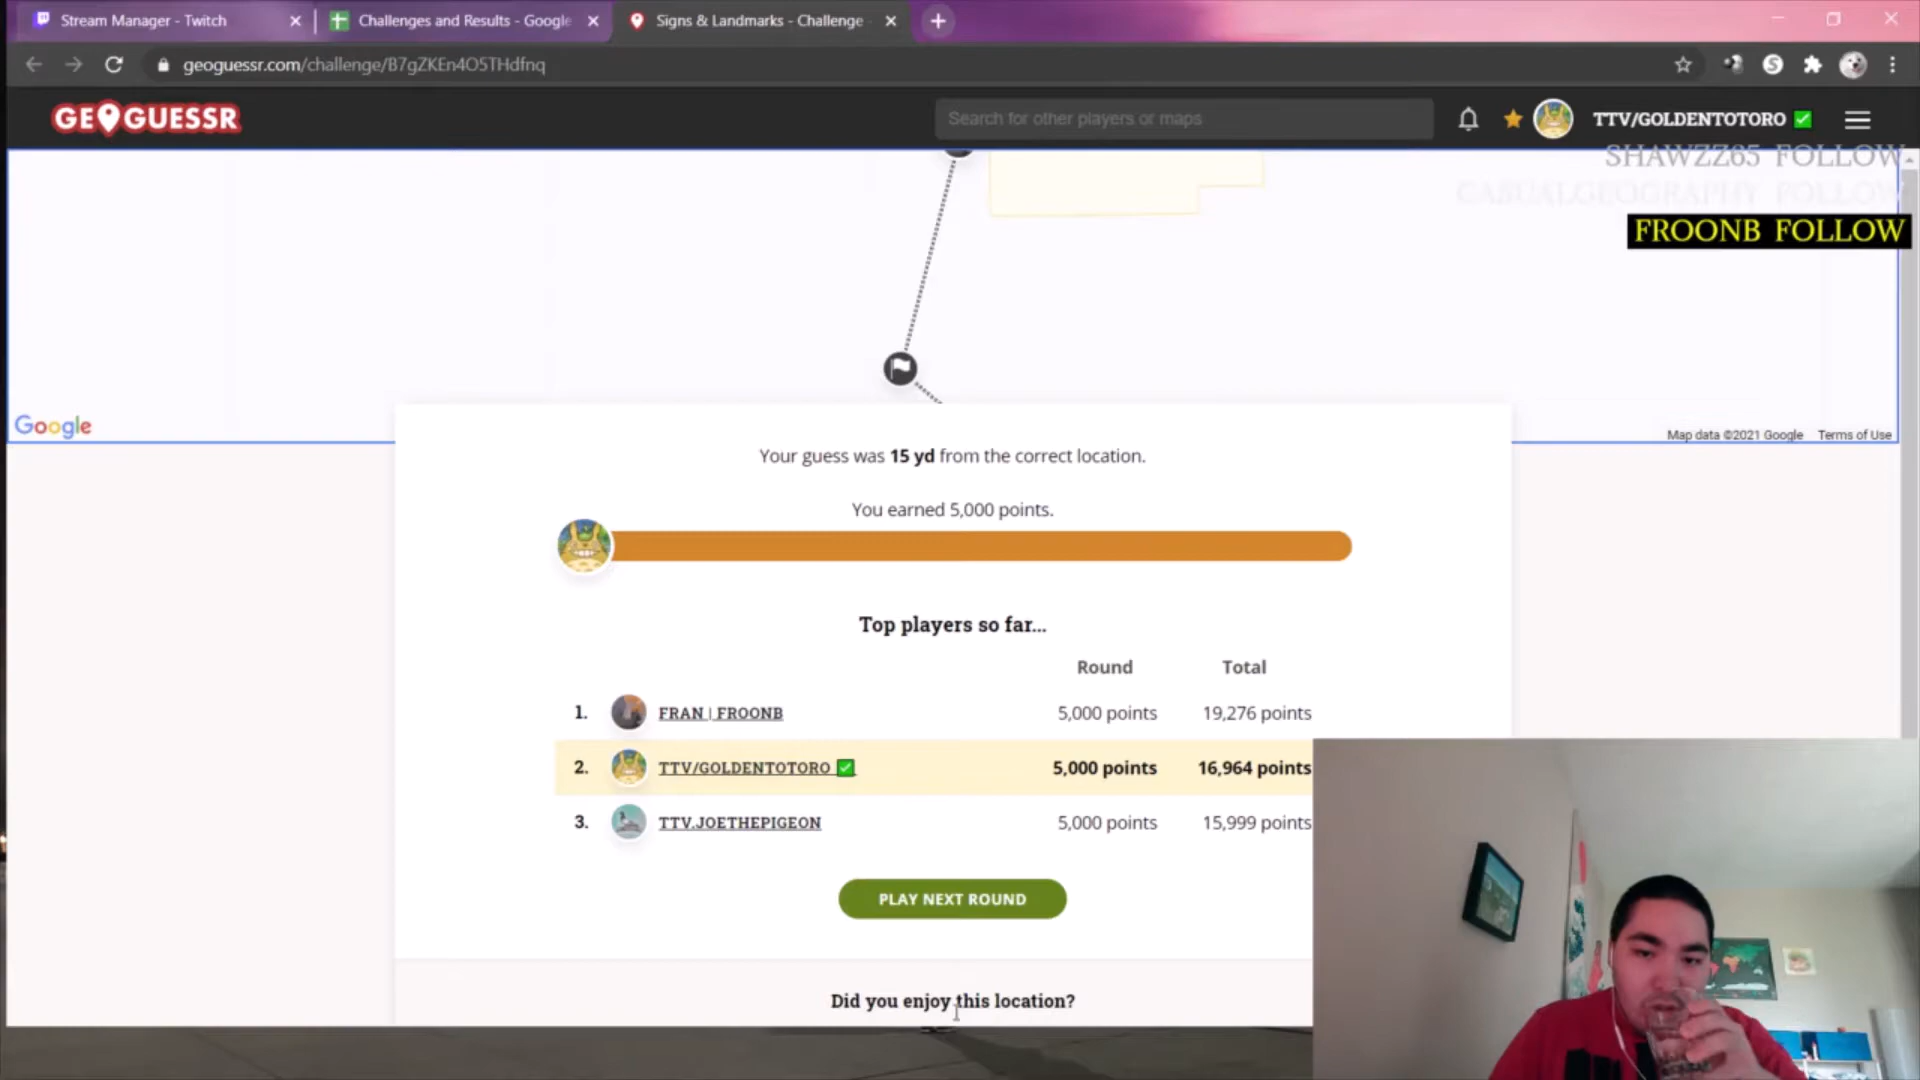 Stream Manager - Twitch
Challenges and Results - Google
Signs & Landmarks - Challenge
geoguessr.com/challenge/B7gZKEn4O5THdfnq
GEOGUESSR
Search for other players or maps
TTV/GOLDENTOTORO
SHAWZZ65 FOLLOW
CASUALGEOGRAPHY FOLLOW
FROONB FOLLOW
Google
Map data ©2021 Google Terms of Use
Your guess was 15 yd from the correct location.
You earned 5,000 points.
Top players so far...
Round Total
1. FRAN | FROONB 5,000 points 19,276 points
2. TTV/GOLDENTOTORO 5,000 points 16,964 points
3. TTV.JOETHEPIGEON 5,000 points 15,999 points
PLAY NEXT ROUND
Did you enjoy this location?